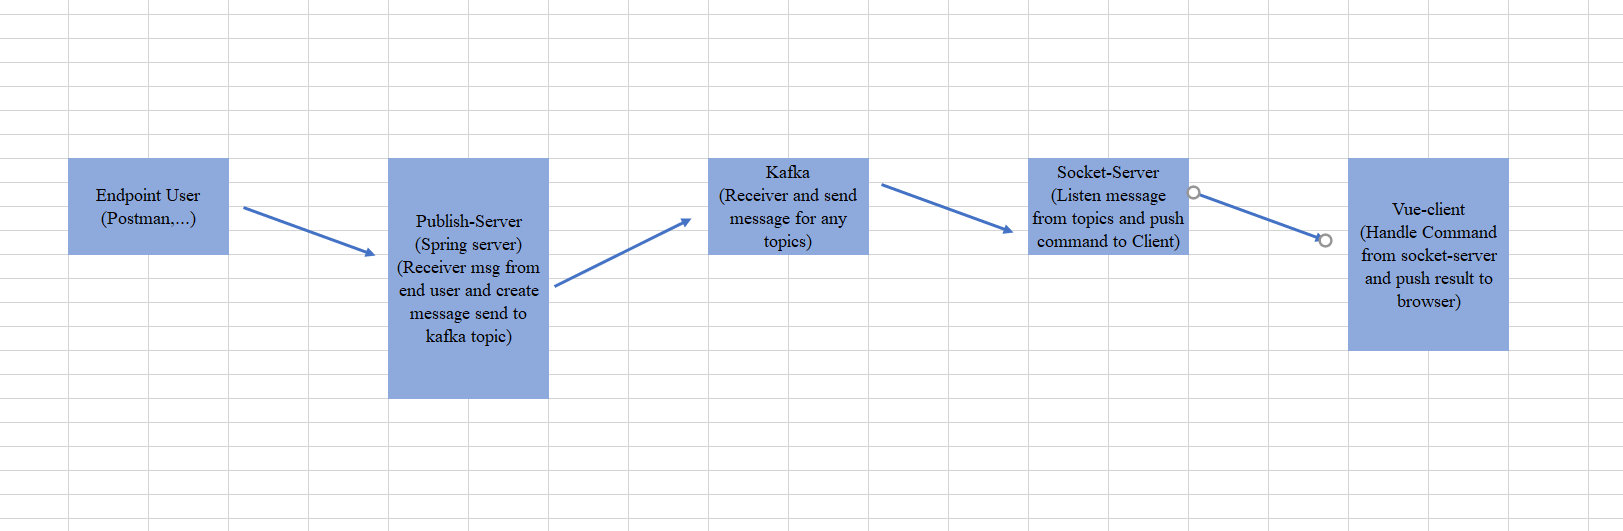 Endpoint User
(Postman,...)
Publish-Server
(Spring server)
(Receiver msg from
end user and create
message send to
kafka topic)
Kafka
(Receiver and send
message for any
topics)
Socket-Server
(Listen message
from topics and push
command to Client)
Vue-client
(Handle Command
from socket-server
and push result to
browser)